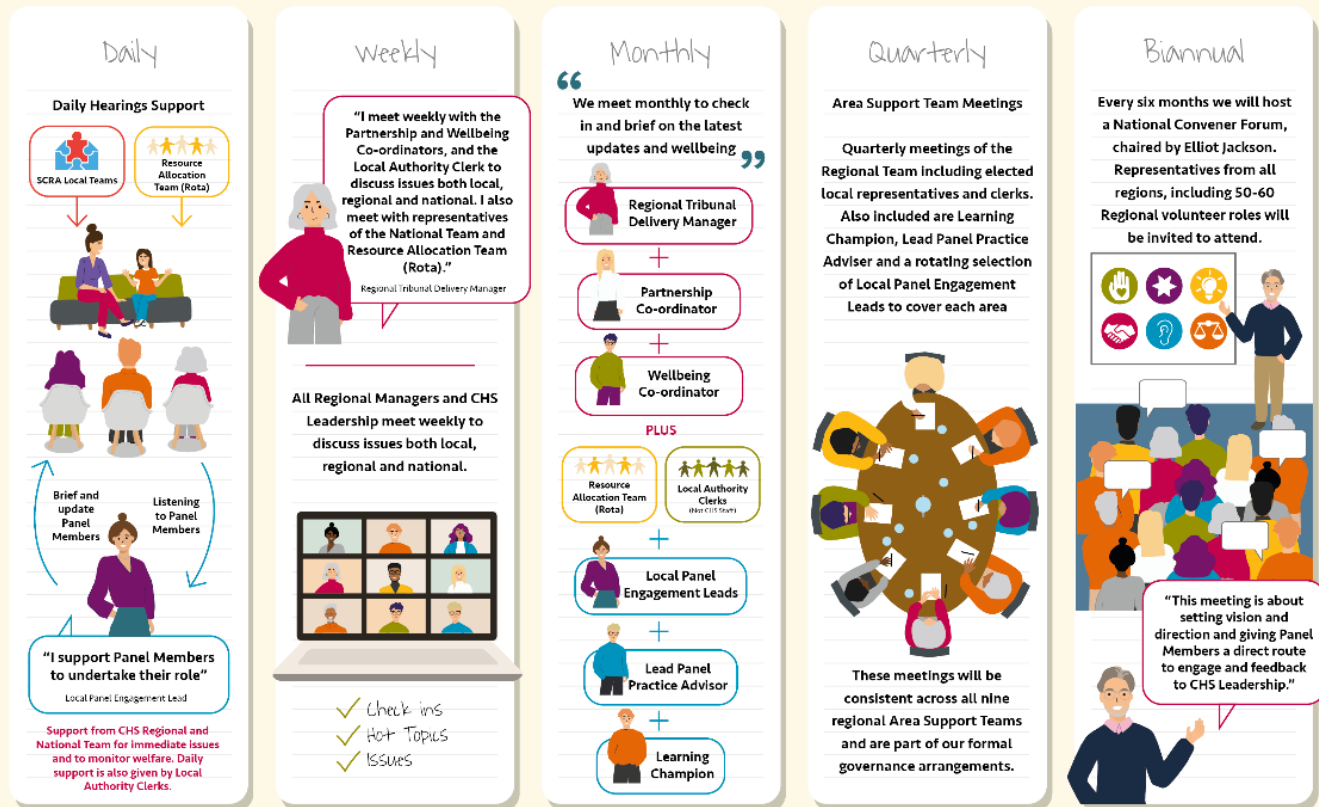 Daily
Daily Hearings Support
SCRA Local Teams
Resource
Allocation
Team (Rota)
Brief and
update
Panel
Members
Listening
to Panel
Members
“I support Panel Members
to undertake their role”
Local Panel Engagement Lead
Support from CHS Regional and
National Team for immediate issues
and to monitor welfare. Daily
support is also given by Local
Authority Clerks.
Weekly
“I meet weekly with the
Partnership and Wellbeing
Co-ordinators, and the
Local Authority Clerk to
discuss issues both local,
regional and national. I also
meet with representatives
of the National Team and
Resource Allocation Team
(Rota).”
Regional Tribunal Delivery Manager
All Regional Managers and CHS
Leadership meet weekly to
discuss issues both local,
regional and national.
Check ins
Hot Topics
Issues
Monthly
“
We meet monthly to check
in and brief on the latest
updates and wellbeing
”
Regional Tribunal
Delivery Manager
+
Partnership
Co-ordinator
+
Wellbeing
Co-ordinator
PLUS
Resource
Allocation Team
(Rota)
Local Authority
Clerks
(Not CHS Staff)
+
Local Panel
Engagement Leads
+
Lead Panel
Practice Advisor
+
Learning
Champion
Quarterly
Area Support Team Meetings
Quarterly meetings of the
Regional Team including elected
local representatives and clerks.
Also included are Learning
Champion, Lead Panel Practice
Adviser and a rotating selection
of Local Panel Engagement
Leads to cover each area
These meetings will be
consistent across all nine
regional Area Support Teams
and are part of our formal
governance arrangements.
Biannual
Every six months we will host
a National Convener Forum,
chaired by Elliot Jackson.
Representatives from all
regions, including 50-60
Regional volunteer roles will
be invited to attend.
“This meeting is about
setting vision and
direction and giving Panel
Members a direct route
to engage and feedback
to CHS Leadership.”